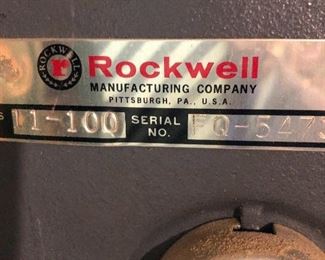 ROCKWELL
r
Rockwell
MANUFACTURING COMPANY
PITTSBURGH, PA., U.S.A.
S 11-100 SERIAL NO. FQ-547